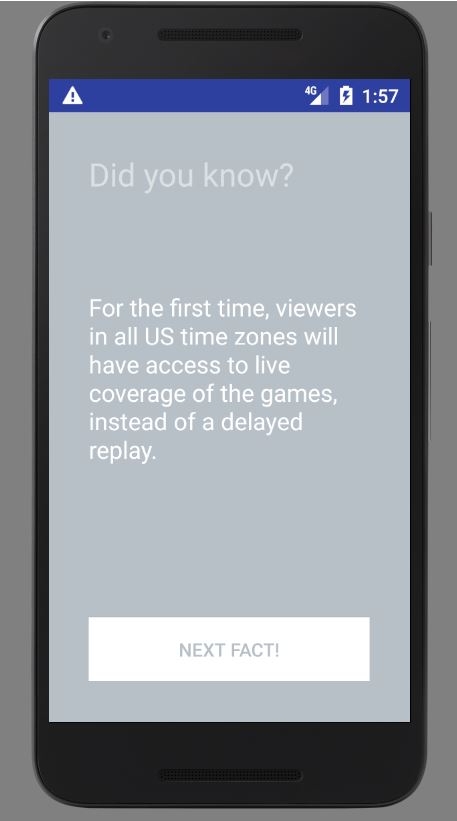 4G 1:57
Did you know?
For the first time, viewers
in all US time zones will
have access to live
coverage of the games,
instead of a delayed
replay.
NEXT FACT!